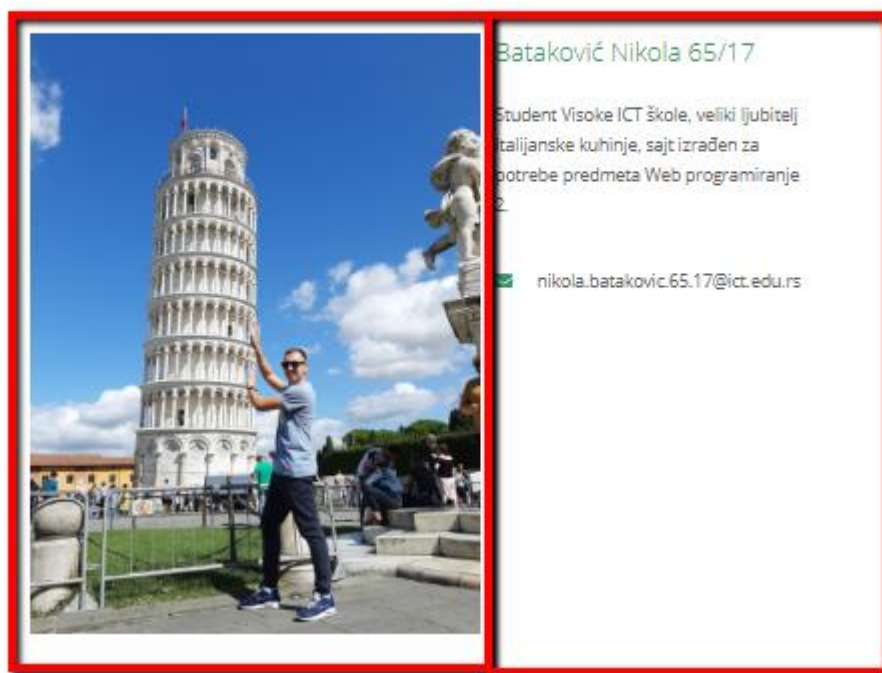 Bataković Nikola 65/17
Student Visoke ICT škole, veliki ljubitelj
italijanske kuhinje, sajt izrađen za
potrebe predmeta Web programiranje
2.
nikola.batakovic.65.17@ict.edu.rs